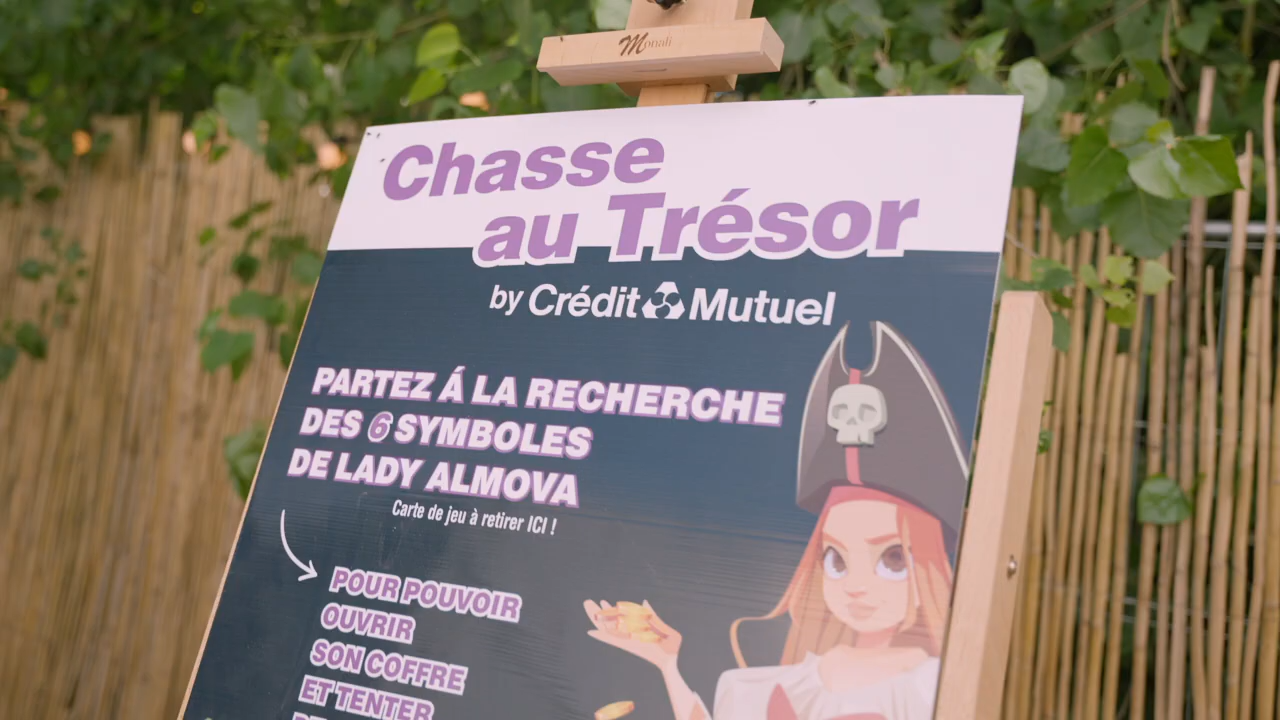 Monali
Chasse
au Trésor
by Crédit Mutuel
PARTEZ Á LA RECHERCHE
DES 6 SYMBOLES
DE LADY ALMOVA
Carte de jeu à retirer ICI !
POUR POUVOIR
OUVRIR
SON COFFRE
ET TENTER